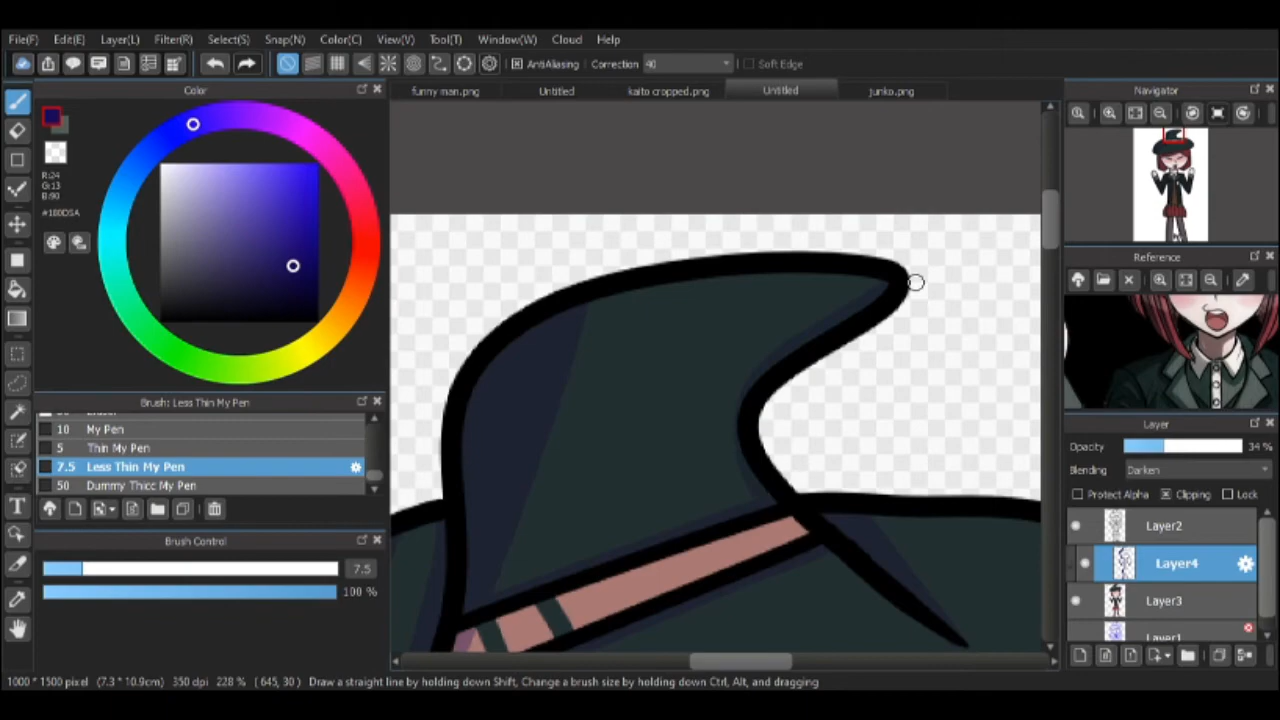 File(F) Edit(E) Layer(L) Filter(R) Select(S) Snap(N) Color(C) View(V) Tool(T) Window(W) Cloud Help
AntiAliasing Correction 40 Soft Edge
Color
funny man.png Untitled kaito cropped.png Untitled junko.png
Navigator
R:24
G:13
B:90
#180D5A
Reference
Brush: Less Thin My Pen
10 My Pen
5 Thin My Pen
7.5 Less Thin My Pen
50 Dummy Thicc My Pen
Layer
Opacity 34 %
Blending Darken
Protect Alpha Clipping Lock
Layer2
Layer4
Layer3
Layer1
Brush Control
7.5
100 %
1000 * 1500 pixel (7.3 * 10.9cm) 350 dpi 228 % ( 645, 30 ) Draw a straight line by holding down Shift, Change a brush size by holding down Ctrl, Alt, and dragging